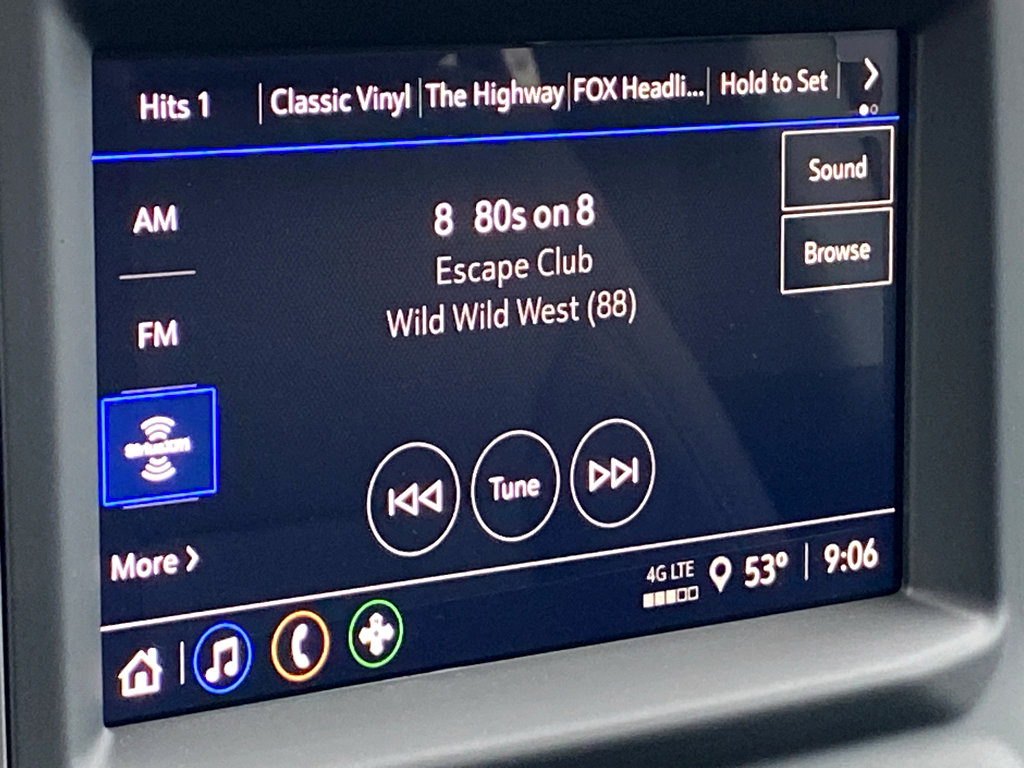 Hits 1 Classic Vinyl The Highway FOX Headli... Hold to Set
Sound
AM
8 80s on 8
Browse
Escape Club
Wild Wild West (88)
FM
Tune
More
4G LTE 53° 9:06